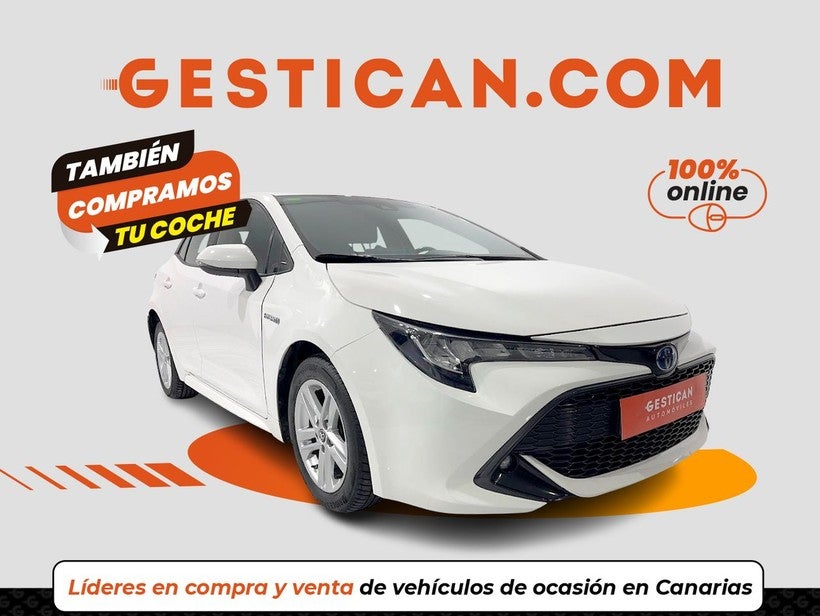 GESTICAN.COM
TAMBIÉN
COMPRAMOS
TU COCHE
100%
online
GESTICAN
AUTOMÓVILES
Líderes en compra y venta de vehículos de ocasión en Canarias